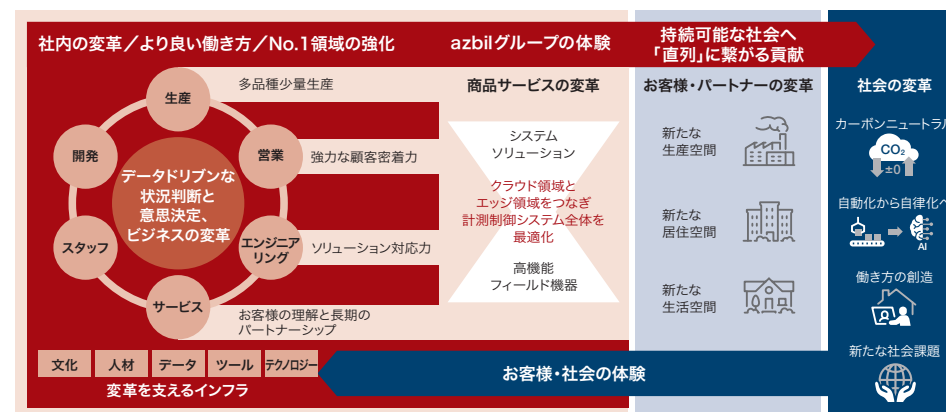 社内の変革／より良い働き方／No.1領域の強化
azbilグループの体験
持続可能な社会へ
「直列」に繋がる貢献
生産
開発
営業
スタッフ
エンジニア
リング
サービス
データドリブンな
状況判断と
意思決定、
ビジネスの変革
多品種少量生産
強力な顧客密着力
ソリューション対応力
お客様の理解と長期の
パートナーシップ
商品サービスの変革
システム
ソリューション
クラウド領域と
エッジ領域をつなぎ
計測制御システム全体を
最適化
高機能
フィールド機器
お客様・パートナーの変革
新たな
生産空間
新たな
居住空間
新たな
生活空間
社会の変革
カーボンニュートラル
CO₂
±0
自動化から自律化へ
AI
働き方の創造
新たな社会課題
文化
人材
データ
ツール
テクノロジー
変革を支えるインフラ
お客様・社会の体験